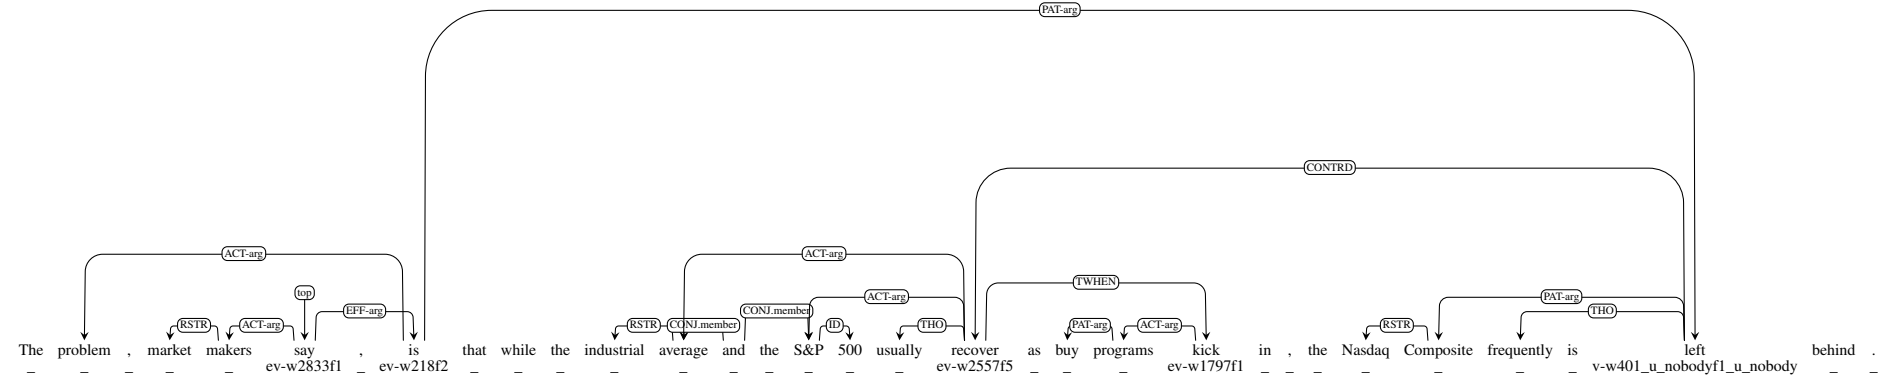 PAT-arg
CONTRD
ACT-arg ACT-arg
TWHEN
top ACT-arg PAT-arg
EFF-arg CONJ.member THO
RSTR ACT-arg RSTR CONJ.member ID THO PAT-arg ACT-arg RSTR
The problem , market makers say , is that while the industrial average and the S&P 500 usually recover as buy programs kick in , the Nasdaq Composite frequently is left behind .
_ _ _ _ _ ev-w2833f1 _ ev-w218f2 _ _ _ _ _ _ _ _ _ _ ev-w2557f5 _ _ _ ev-w1797f1 _ _ _ _ _ _ _ v-w401_u_nobodyf1_u_nobody _ _